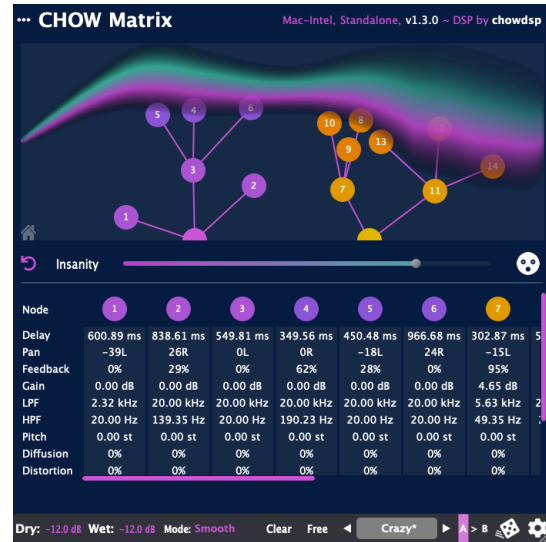 ••• CHOW Matrix
Mac-Intel, Standalone, v1.3.0 ~ DSP by chowdsp
5 4 6
10 8
13 12
9
3 7 11 14
2
1
Insanity
Node 1 2 3 4 5 6 7
Delay 600.89 ms 838.61 ms 549.81 ms 349.56 ms 450.48 ms 966.68 ms 302.87 ms 5
Pan −39L 26R 0L 0R −18L 24R −15L
Feedback 0% 29% 0% 62% 28% 0% 95%
Gain 0.00 dB 0.00 dB 0.00 dB 0.00 dB 0.00 dB 0.00 dB 4.65 dB
LPF 2.32 kHz 20.00 kHz 20.00 kHz 20.00 kHz 20.00 kHz 20.00 kHz 5.63 kHz 2
HPF 20.00 Hz 139.35 Hz 20.00 Hz 190.23 Hz 20.00 Hz 20.00 Hz 49.35 Hz
Pitch 0.00 st 0.00 st 0.00 st 0.00 st 0.00 st 0.00 st 0.00 st
Diffusion 0% 0% 0% 0% 0% 0% 0%
Distortion 0% 0% 0% 0% 0% 0% 0%
Dry: -12.0 dB Wet: -12.0 dB Mode: Smooth Clear Free Crazy* A > B